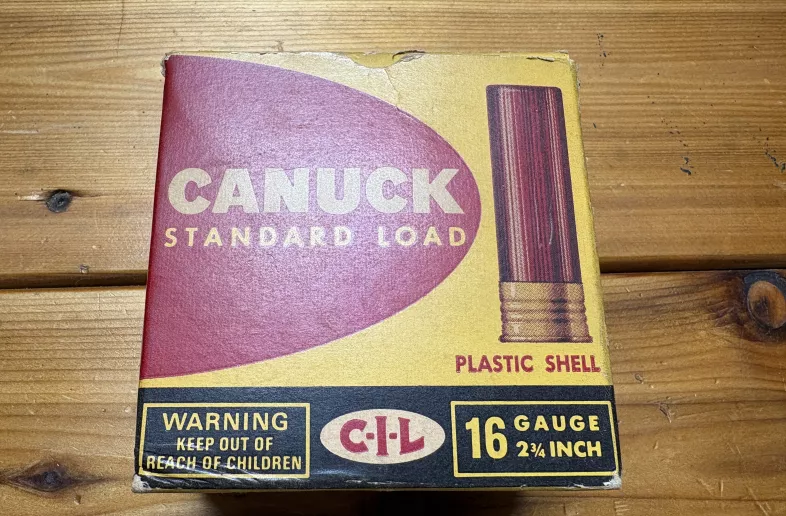 CANUCK
STANDARD LOAD
PLASTIC SHELL
WARNING
KEEP OUT OF
REACH OF CHILDREN
C-I-L
16 GAUGE
2¾ INCH